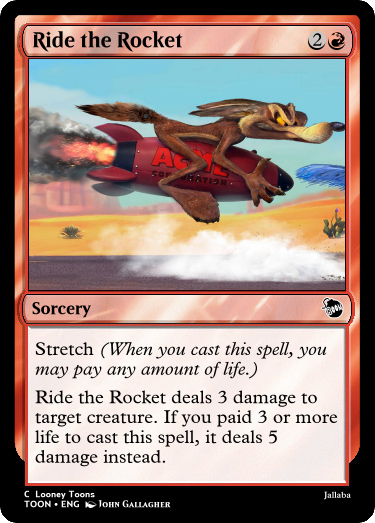 Ride the Rocket 2
ACME
CORPORATION
Sorcery
Stretch (When you cast this spell, you
may pay any amount of life.)
Ride the Rocket deals 3 damage to
target creature. If you paid 3 or more
life to cast this spell, it deals 5
damage instead.
C Looney Toons
TOON • ENG John Gallagher
Jallaba